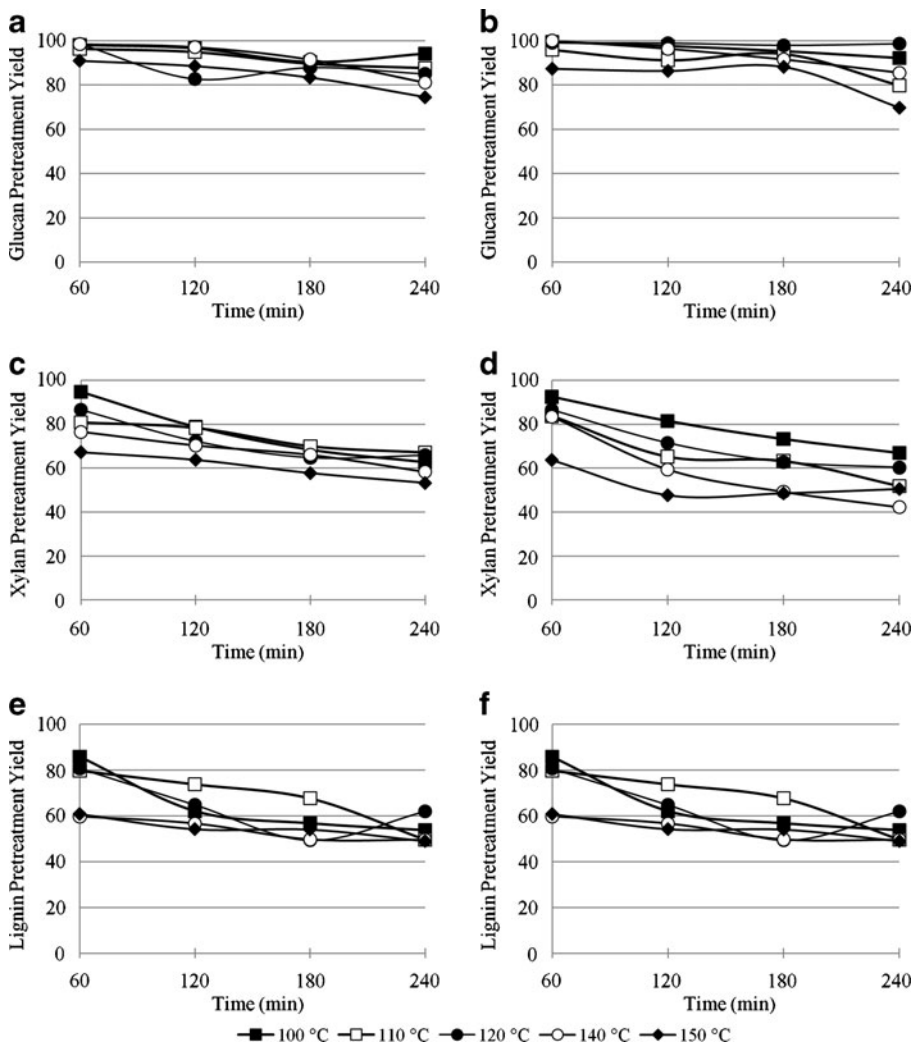 a
100
80
60
40
20
0
60 120 180 240
Time (min)
Glucan Pretreatment Yield
b
100
80
60
40
20
0
60 120 180 240
Time (min)
Glucan Pretreatment Yield
c
100
80
60
40
20
0
60 120 180 240
Time (min)
Xylan Pretreatment Yield
d
100
80
60
40
20
0
60 120 180 240
Time (min)
Xylan Pretreatment Yield
e
100
80
60
40
20
0
60 120 180 240
Time (min)
Lignin Pretreatment Yield
f
100
80
60
40
20
0
60 120 180 240
Time (min)
Lignin Pretreatment Yield
100 °C 110 °C 120 °C 140 °C 150 °C